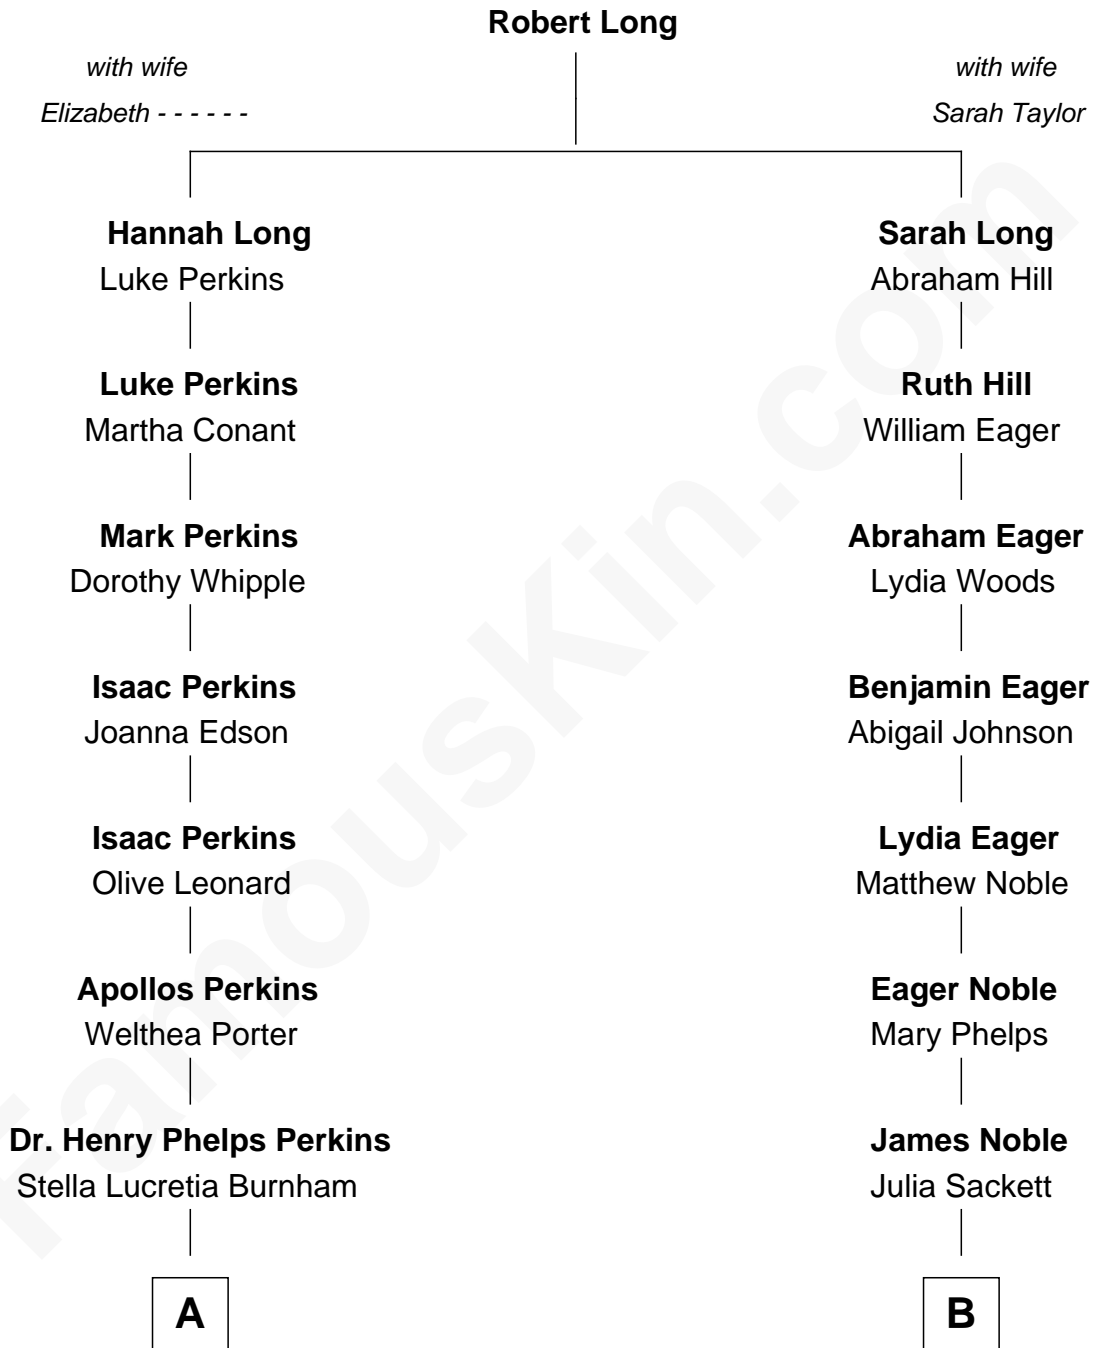 Robert Long
with wife
Elizabeth - - - - - -
with wife
Sarah Taylor
Hannah Long
Luke Perkins
Sarah Long
Abraham Hill
Luke Perkins
Martha Conant
Ruth Hill
William Eager
Mark Perkins
Dorothy Whipple
Abraham Eager
Lydia Woods
Isaac Perkins
Joanna Edson
Benjamin Eager
Abigail Johnson
Isaac Perkins
Olive Leonard
Lydia Eager
Matthew Noble
Apollos Perkins
Welthea Porter
Eager Noble
Mary Phelps
Dr. Henry Phelps Perkins
Stella Lucretia Burnham
James Noble
Julia Sackett
A
B
famouskin.com